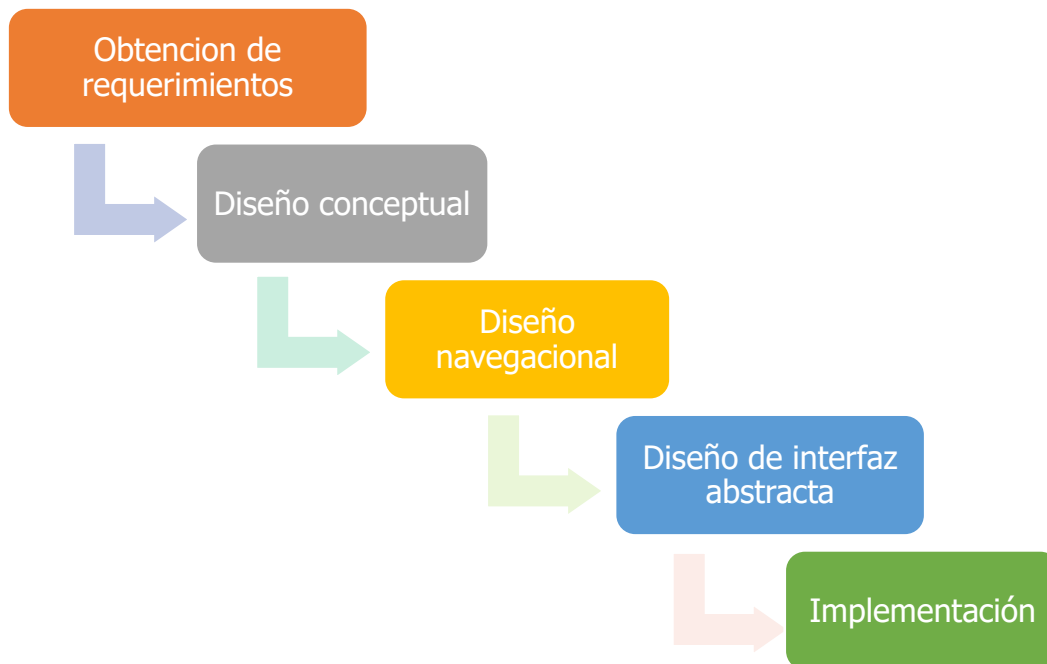 Obtencion de
requerimientos
Diseño conceptual
Diseño
navegacional
Diseño de interfaz
abstracta
Implementación